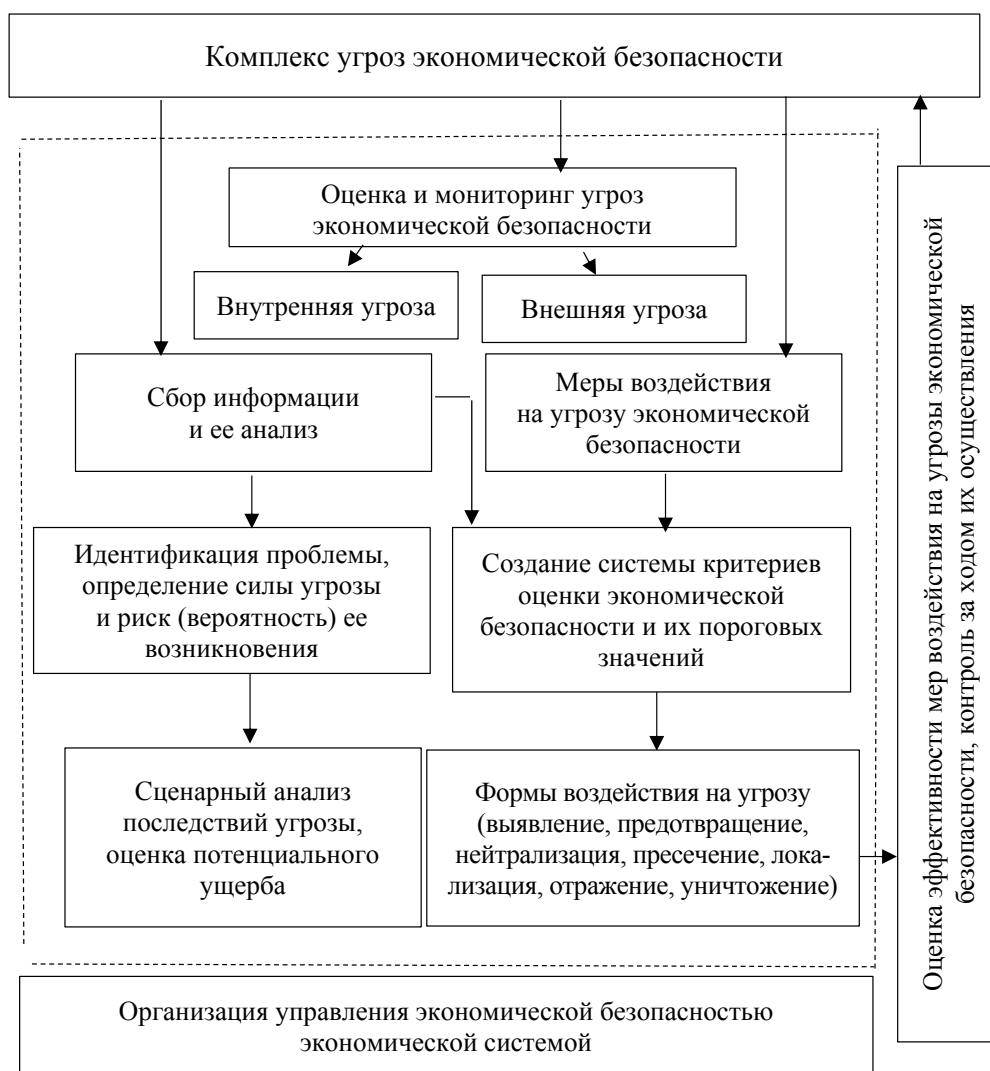 Комплекс угроз экономической безопасности
Оценка и мониторинг угроз
экономической безопасности
Внутренняя угроза
Внешняя угроза
Сбор информации
и ее анализ
Меры воздействия
на угрозу экономической
безопасности
Идентификация проблемы,
определение силы угрозы
и риск (вероятность) ее
возникновения
Создание системы критериев
оценки экономической
безопасности и их пороговых
значений
Сценарный анализ
последствий угрозы,
оценка потенциального
ущерба
Формы воздействия на угрозу
(выявление, предотвращение,
нейтрализация, пресечение, лока-
лизация, отражение, уничтожение)
Оценка эффективности мер воздействия на угрозы экономической
безопасности, контроль за ходом их осуществления
Организация управления экономической безопасностью
экономической системой